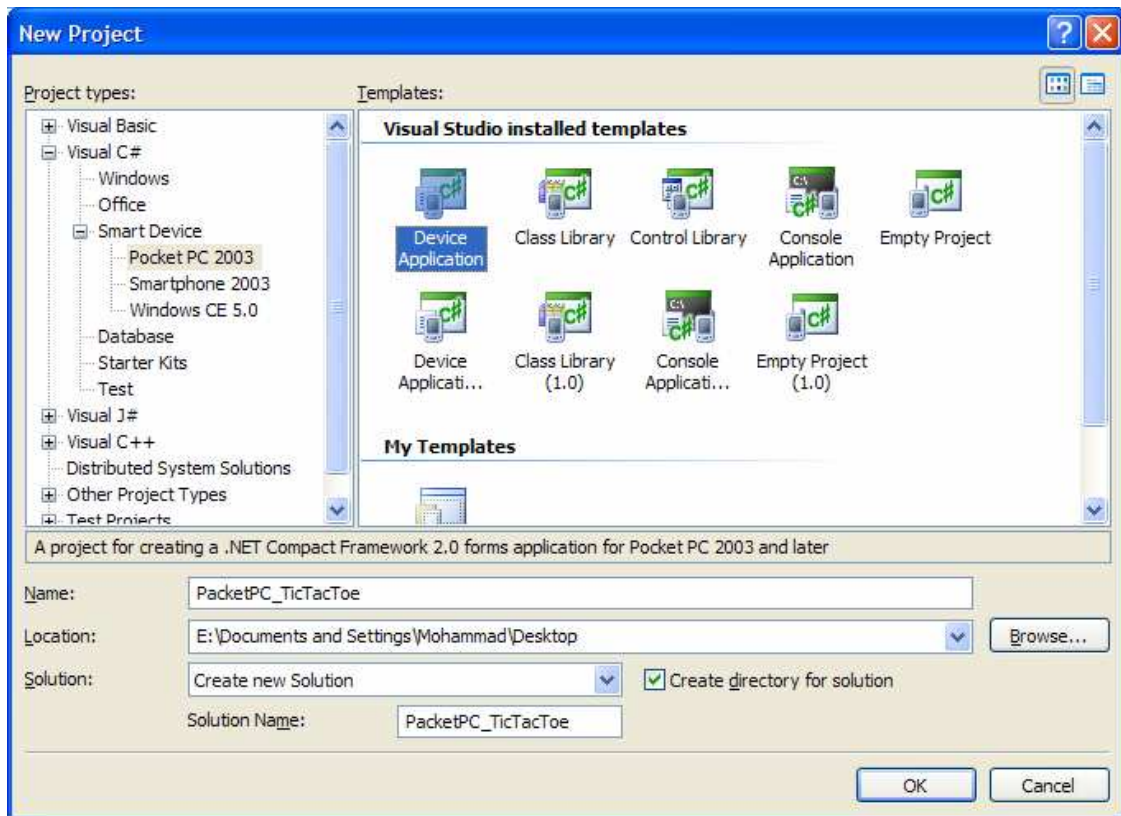 New Project
Project types:
Templates:
Visual Basic
Visual C#
Windows
Office
Smart Device
Pocket PC 2003
Smartphone 2003
Windows CE 5.0
Database
Starter Kits
Test
Visual J#
Visual C++
Distributed System Solutions
Other Project Types
Test Projects
Visual Studio installed templates
Device Application
Class Library
Control Library
Console Application
Empty Project
Device Applicati...
Class Library (1.0)
Console Applicati...
Empty Project (1.0)
My Templates
A project for creating a .NET Compact Framework 2.0 forms application for Pocket PC 2003 and later
Name: PacketPC_TicTacToe
Location: E:\Documents and Settings\Mohammad\Desktop Browse...
Solution: Create new Solution Create directory for solution
Solution Name: PacketPC_TicTacToe
OK Cancel